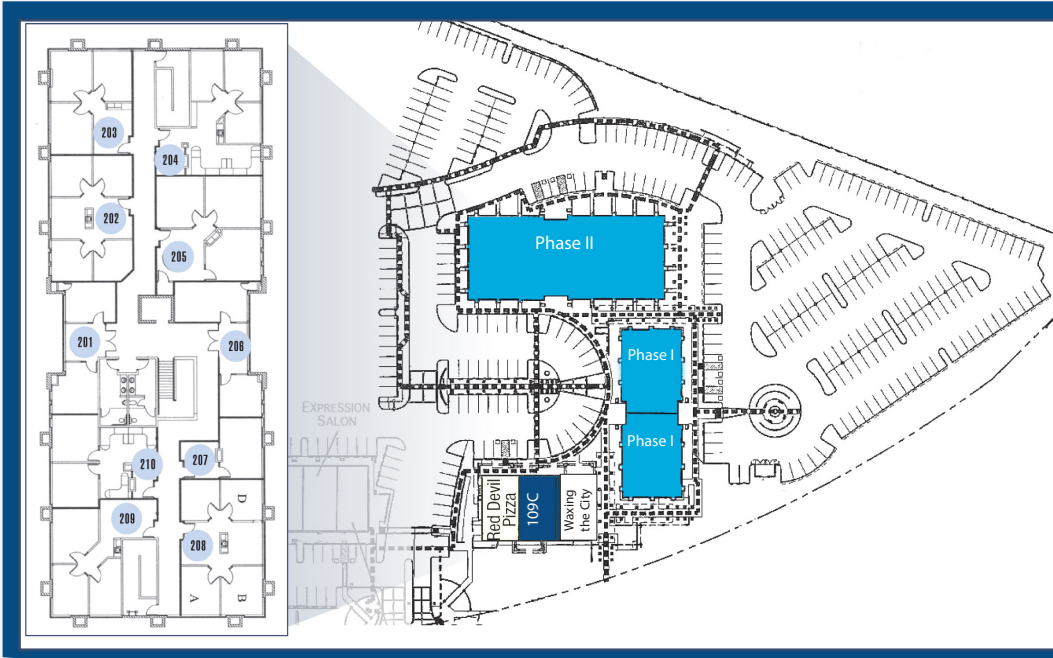 203
204
202
205
201
206
210
207
209
208
D
A
B
Phase II
Phase I
Phase I
EXPRESSION
SALON
Red Devil
Pizza
109C
Waxing
the City